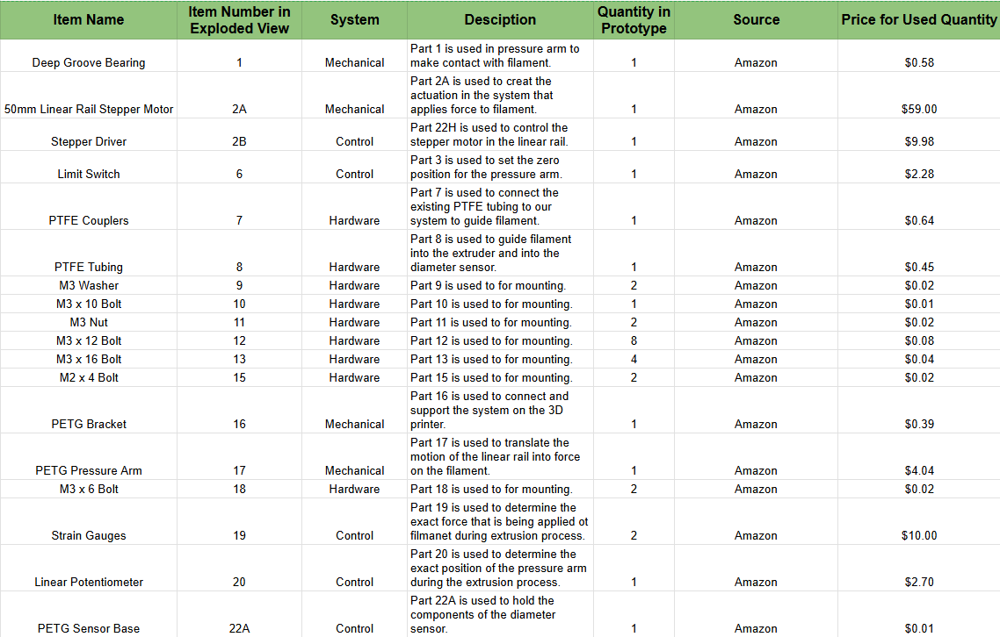 Item Name Item Number in Exploded View System Desciption Quantity in Prototype Source Price for Used Quantity
Part 1 is used in pressure arm to
Deep Groove Bearing 1 Mechanical make contact with filament. 1 Amazon $0.58
Part 2A is used to creat the
actuation in the system that
50mm Linear Rail Stepper Motor 2A Mechanical applies force to filament. 1 Amazon $59.00
Part 22H is used to control the
Stepper Driver 2B Control stepper motor in the linear rail. 1 Amazon $9.98
Part 3 is used to set the zero
Limit Switch 6 Control position for the pressure arm. 1 Amazon $2.28
Part 7 is used to connect the
existing PTFE tubing to our
PTFE Couplers 7 Hardware system to guide filament. 1 Amazon $0.64
Part 8 is used to guide filament
into the extruder and into the
PTFE Tubing 8 Hardware diameter sensor. 1 Amazon $0.45
M3 Washer 9 Hardware Part 9 is used to for mounting. 2 Amazon $0.02
M3 x 10 Bolt 10 Hardware Part 10 is used to for mounting. 1 Amazon $0.01
M3 Nut 11 Hardware Part 11 is used to for mounting. 2 Amazon $0.02
M3 x 12 Bolt 12 Hardware Part 12 is used to for mounting. 8 Amazon $0.08
M3 x 16 Bolt 13 Hardware Part 13 is used to for mounting. 4 Amazon $0.04
M2 x 4 Bolt 15 Hardware Part 15 is used to for mounting. 2 Amazon $0.02
Part 16 is used to connect and
support the system on the 3D
PETG Bracket 16 Mechanical printer. 1 Amazon $0.39
Part 17 is used to translate the
motion of the linear rail into force
PETG Pressure Arm 17 Mechanical on the filament. 1 Amazon $4.04
M3 x 6 Bolt 18 Hardware Part 18 is used to for mounting. 2 Amazon $0.02
Part 19 is used to determine the
exact force that is being applied ot
Strain Gauges 19 Control filmanet during extrusion process. 2 Amazon $10.00
Part 20 is used to determine the
exact position of the pressure arm
Linear Potentiometer 20 Control during the extrusion process. 1 Amazon $2.70
Part 22A is used to hold the
components of the diameter
PETG Sensor Base 22A Control sensor. 1 Amazon $0.01